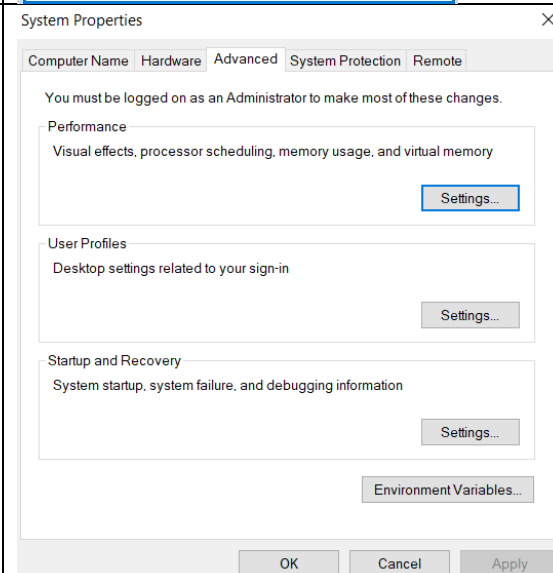 System Properties
Computer Name Hardware Advanced System Protection Remote
You must be logged on as an Administrator to make most of these changes.
Performance
Visual effects, processor scheduling, memory usage, and virtual memory
Settings...
User Profiles
Desktop settings related to your sign-in
Settings...
Startup and Recovery
System startup, system failure, and debugging information
Settings...
Environment Variables...
OK Cancel Apply